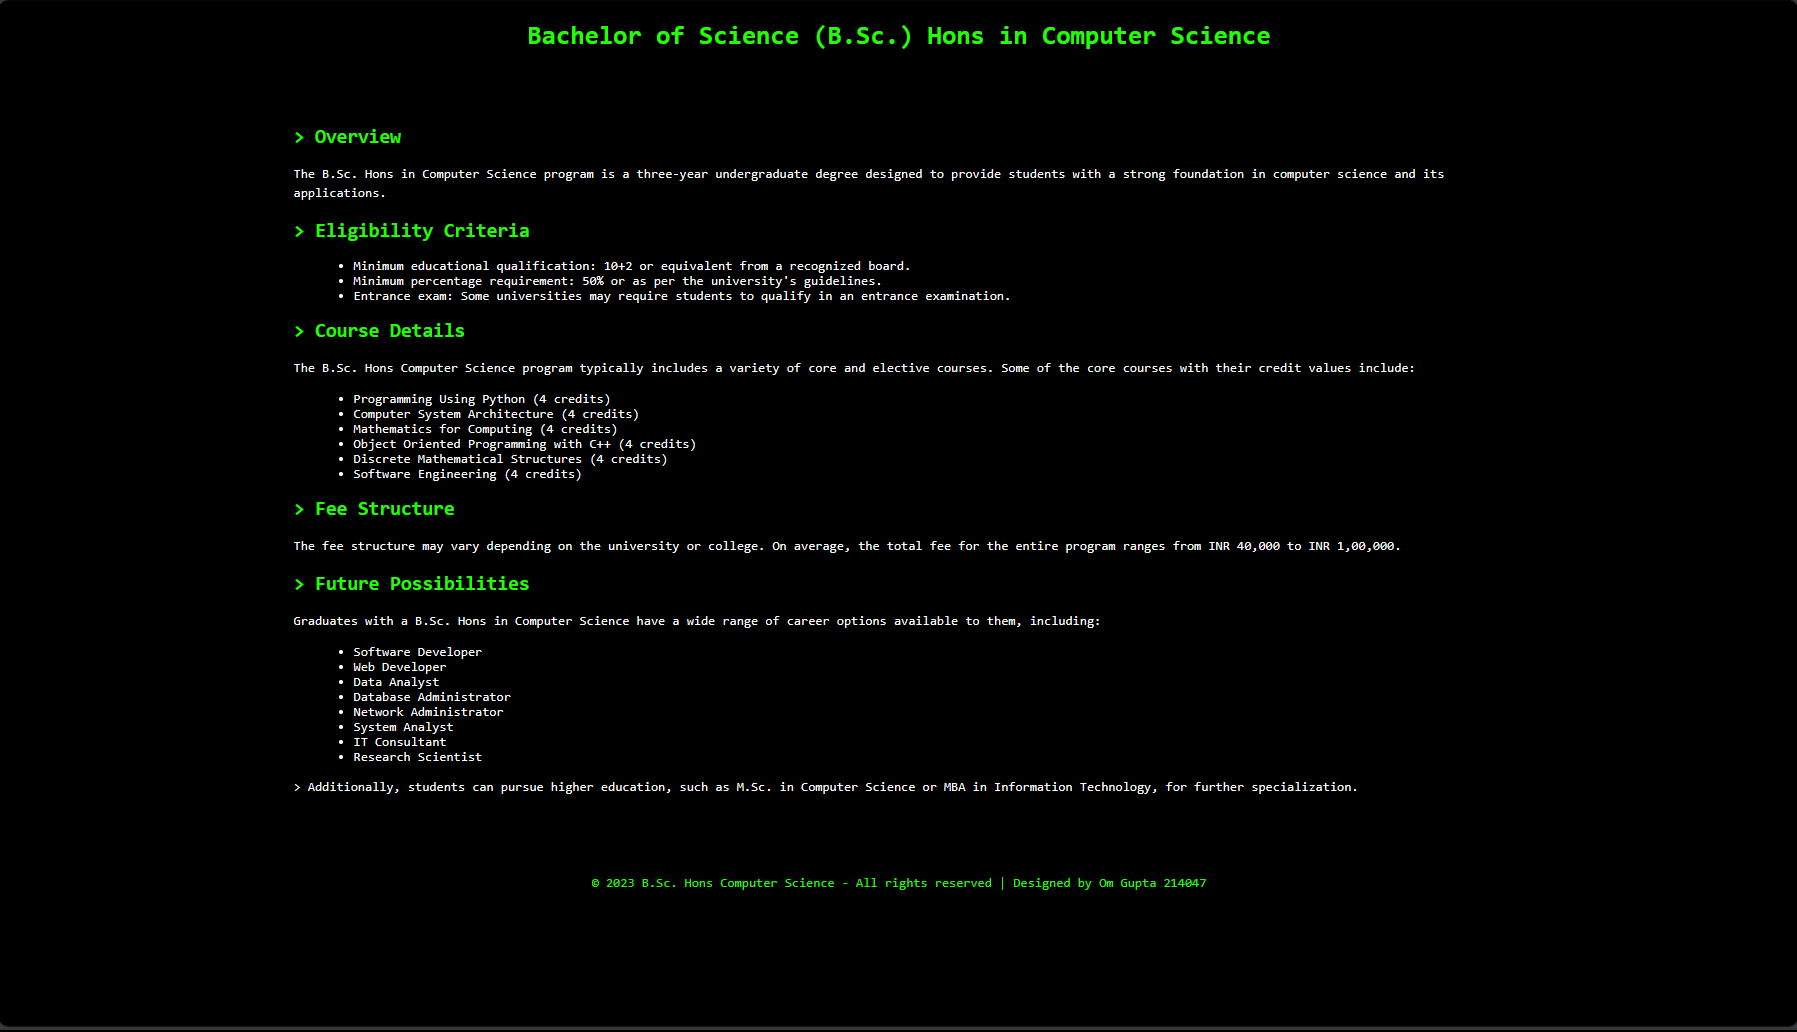 Bachelor of Science (B.Sc.) Hons in Computer Science
> Overview
The B.Sc. Hons in Computer Science program is a three-year undergraduate degree designed to provide students with a strong foundation in computer science and its
applications.
> Eligibility Criteria
• Minimum educational qualification: 10+2 or equivalent from a recognized board.
• Minimum percentage requirement: 50% or as per the university's guidelines.
• Entrance exam: Some universities may require students to qualify in an entrance examination.
> Course Details
The B.Sc. Hons Computer Science program typically includes a variety of core and elective courses. Some of the core courses with their credit values include:
• Programming Using Python (4 credits)
• Computer System Architecture (4 credits)
• Mathematics for Computing (4 credits)
• Object Oriented Programming with C++ (4 credits)
• Discrete Mathematical Structures (4 credits)
• Software Engineering (4 credits)
> Fee Structure
The fee structure may vary depending on the university or college. On average, the total fee for the entire program ranges from INR 40,000 to INR 1,00,000.
> Future Possibilities
Graduates with a B.Sc. Hons in Computer Science have a wide range of career options available to them, including:
• Software Developer
• Web Developer
• Data Analyst
• Database Administrator
• Network Administrator
• System Analyst
• IT Consultant
• Research Scientist
> Additionally, students can pursue higher education, such as M.Sc. in Computer Science or MBA in Information Technology, for further specialization.
© 2023 B.Sc. Hons Computer Science - All rights reserved | Designed by Om Gupta 214047